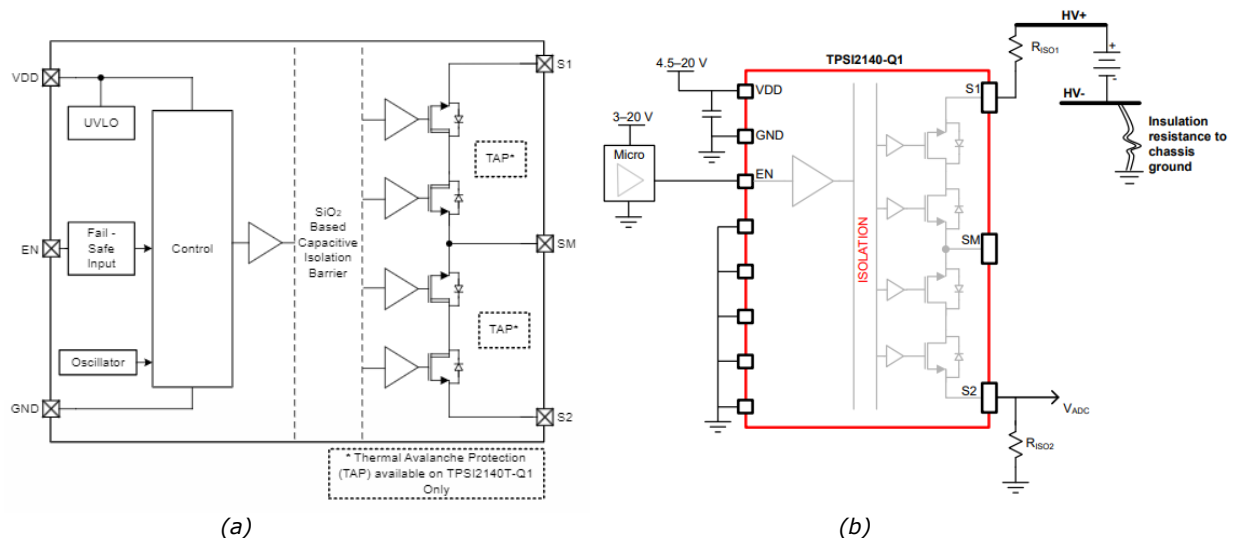 VDD
UVLO
EN
Fail -
Safe
Input
Control
Oscillator
GND
SiO2
Based
Capacitive
Isolation
Barrier
TAP*
TAP*
S1
SM
S2
* Thermal Avalanche Protection
(TAP) available on TPSI2140T-Q1
Only
(a)
TPSI2140-Q1
4.5–20 V
VDD
GND
3–20 V
Micro
EN
ISOLATION
S1
SM
S2
HV+
RISO1
+
-
HV-
Insulation
resistance to
chassis
ground
VADC
RISO2
(b)